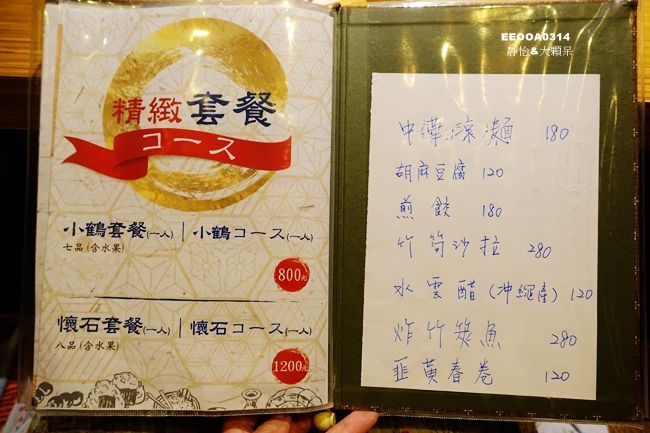 精緻套餐
コース
小鶴套餐(一人) | 小鶴コース(一人)
七品(含水果)
800元
懷石套餐(一人) | 懷石コース(一人)
八品(含水果)
1200元
EEOOA0314
靜怡&大顆呆
中華涼麵 180
胡麻豆腐 120
煎餃 180
竹筍沙拉 280
水雲醋(沖繩產) 120
炸竹筴魚 280
韭黃春卷 120